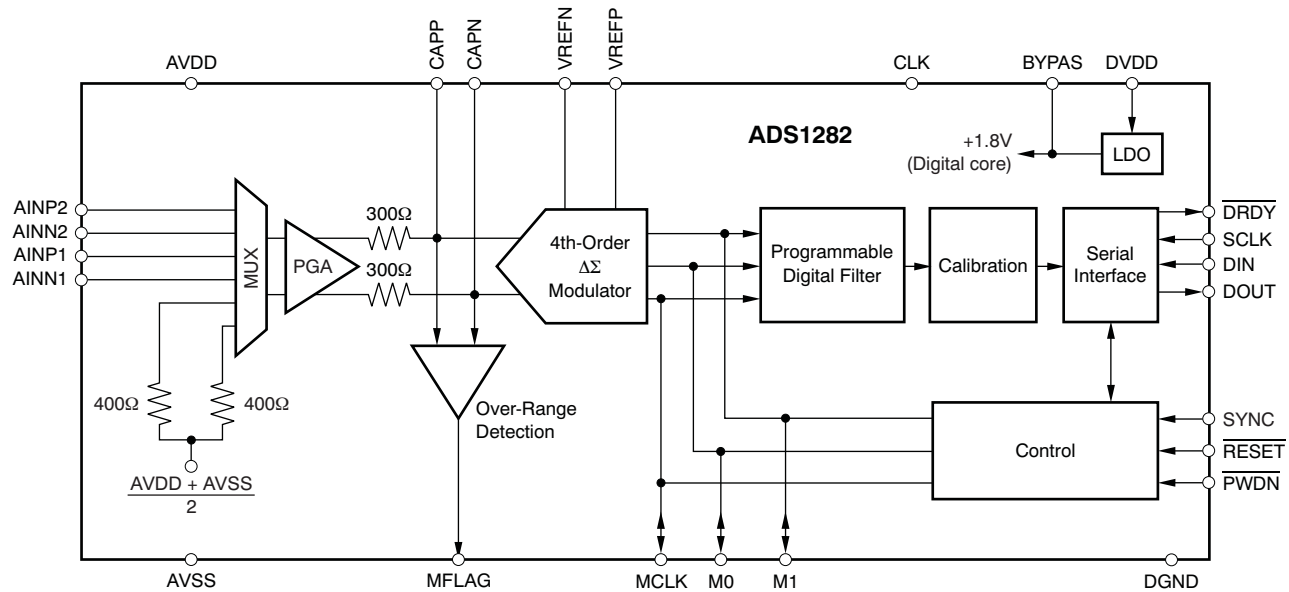 CAPP
CAPN
VREFN
VREFP
AVDD
CLK
BYPAS
DVDD
ADS1282
+1.8V
(Digital core)
LDO
AINP2
AINN2
AINP1
AINN1
MUX
PGA
300Ω
300Ω
4th-Order
ΔΣ
Modulator
Programmable
Digital Filter
Calibration
Serial
Interface
DRDY
SCLK
DIN
DOUT
400Ω
400Ω
AVDD + AVSS
2
Over-Range
Detection
Control
SYNC
RESET
PWDN
AVSS
MFLAG
MCLK
M0
M1
DGND